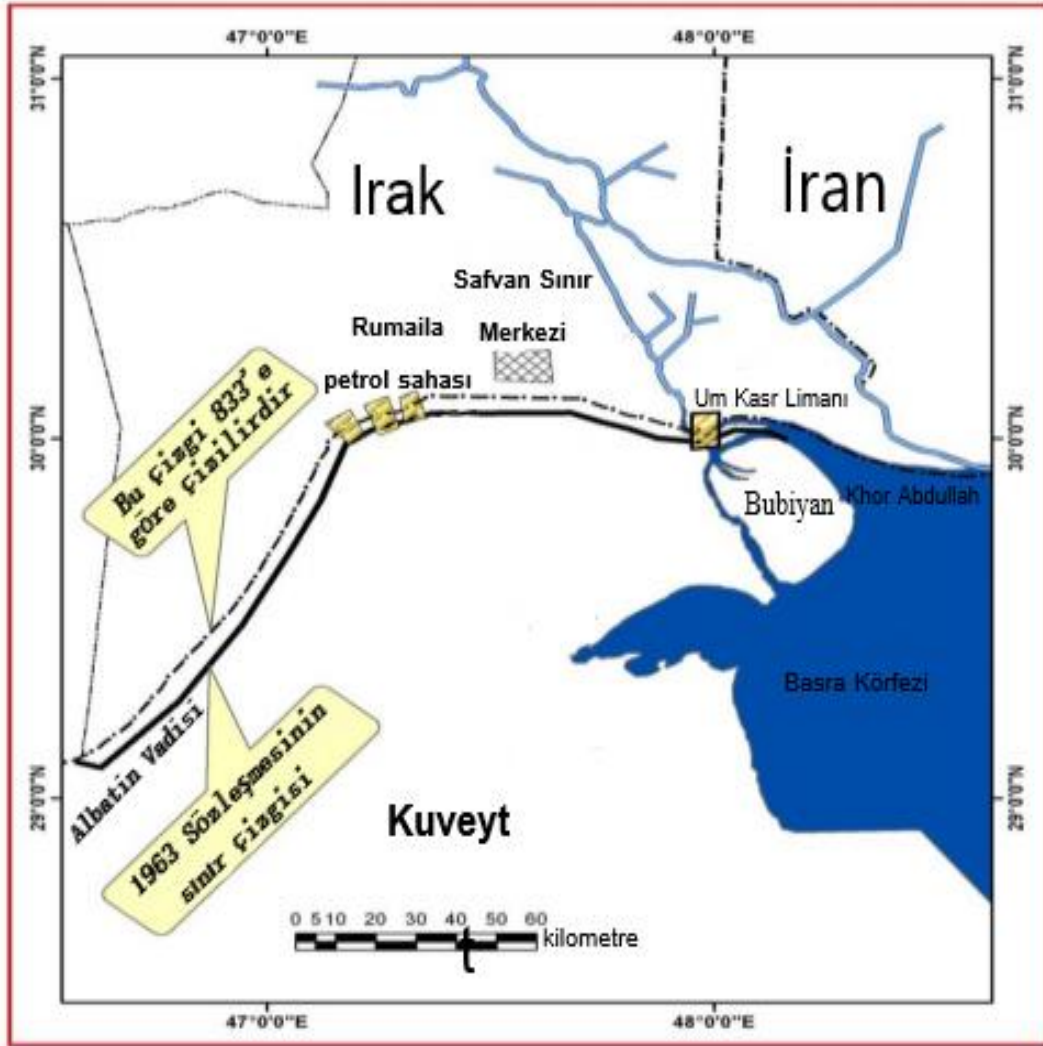 47°0'0"E
48°0'0"E
31°0'0"N
31°0'0"N
İrak
İran
Safvan Sınır
Rumaila
Merkezi
petrol sahası
Um Kasr Limanı
30°0'0"N
30°0'0"N
Bu çizgi 833'e
göre çizilirdir
Bubiyan
Khor Abdullah
Basra Körfezi
Albatin Vadisi
1963 Sözleşmesinin
sınır çizgisi
29°0'0"N
29°0'0"N
Kuveyt
0 5 10 20 30 40 50 60
kilometre
t
47°0'0"E
48°0'0"E